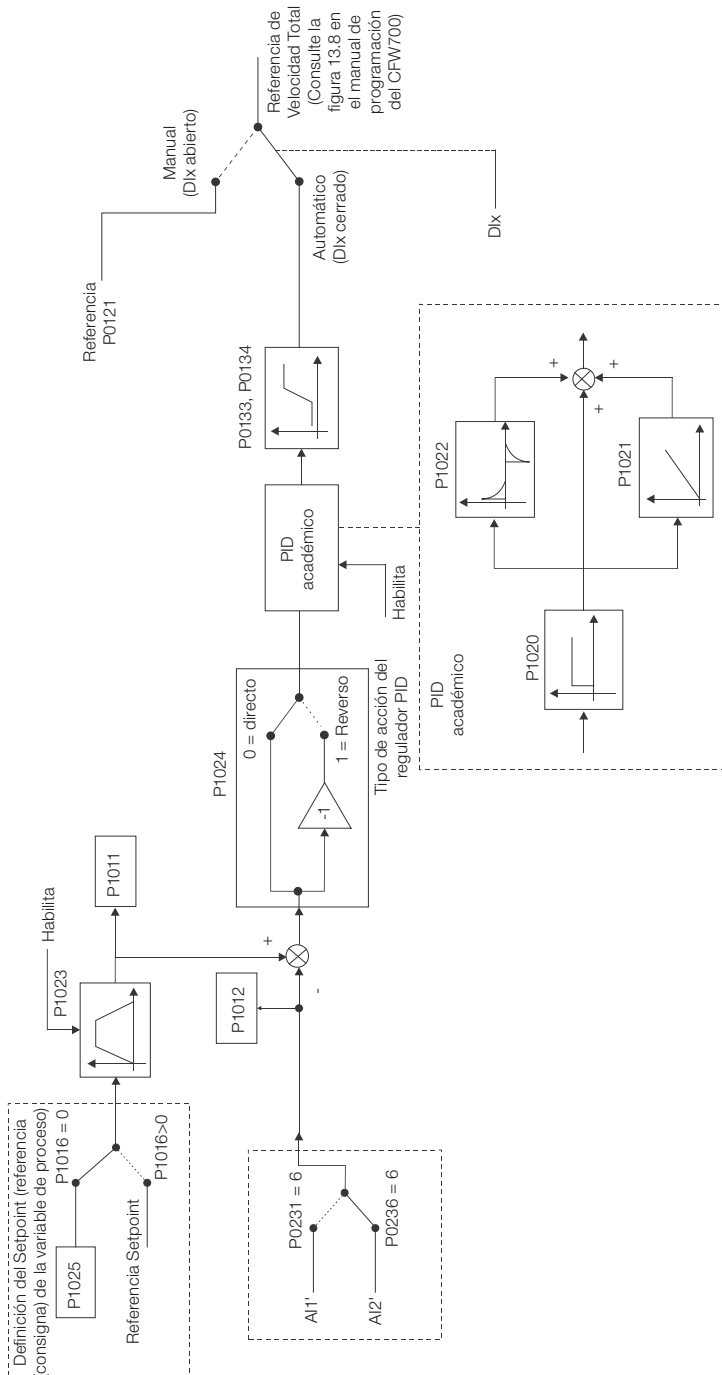 Definición del Setpoint (referencia
(consigna) de la variable de proceso)
P1025
P1016 = 0
P1016>0
Referencia Setpoint
P1023
Habilita
P1011
P0231 = 6
P0236 = 6
AI1'
AI2'
P1012
+
-
P1024
0 = directo
1 = Reverso
-1
Tipo de acción del
regulador PID
PID
académico
Habilita
P0133, P0134
Referencia
P0121
Manual
(DIx abierto)
Automático
(DIx cerrado)
DIx
Referencia de
Velocidad Total
(Consulte la
figura 13.8 en
el manual de
programación
del CFW700)
PID
académico
P1020
P1022
P1021
+
+
+